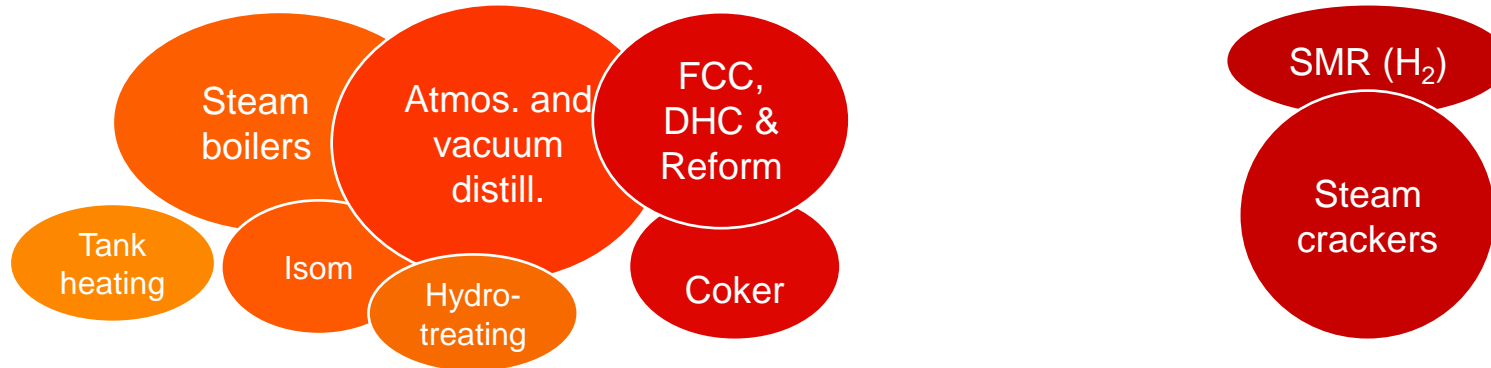 Steam
boilers
Atmos. and
vacuum
distill.
FCC,
DHC &
Reform
SMR (H₂)
Steam
crackers
Tank
heating
Isom
Hydro-
treating
Coker